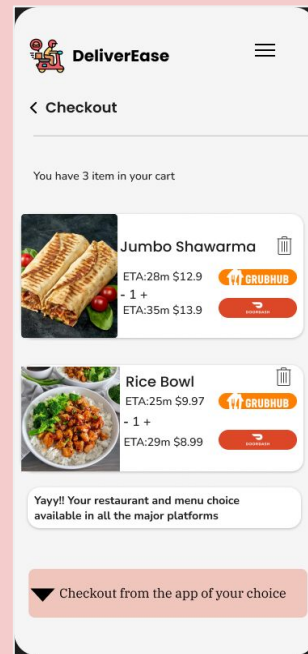 DeliverEase
Checkout
You have 3 item in your cart
Jumbo Shawarma
ETA:28m $12.9 GRUBHUB
- 1 +
ETA:35m $13.9 DOORDASH
Rice Bowl
ETA:25m $9.97 GRUBHUB
- 1 +
ETA:29m $8.99 DOORDASH
Yayy!! Your restaurant and menu choice
available in all the major platforms
Checkout from the app of your choice